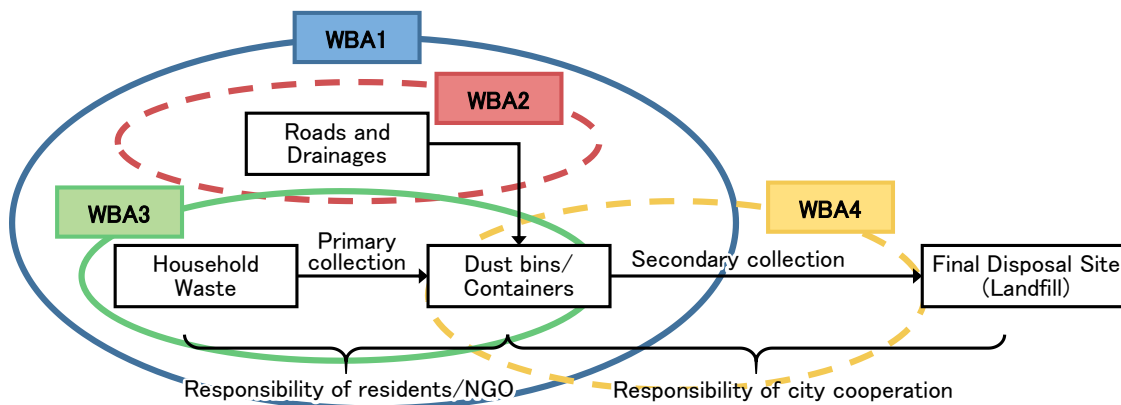 WBA1
WBA2
Roads and
Drainages
WBA3
WBA4
Primary
collection
Household
Waste
Dust bins/
Containers
Secondary collection
Final Disposal Site
(Landfill)
Responsibility of residents/NGO
Responsibility of city cooperation